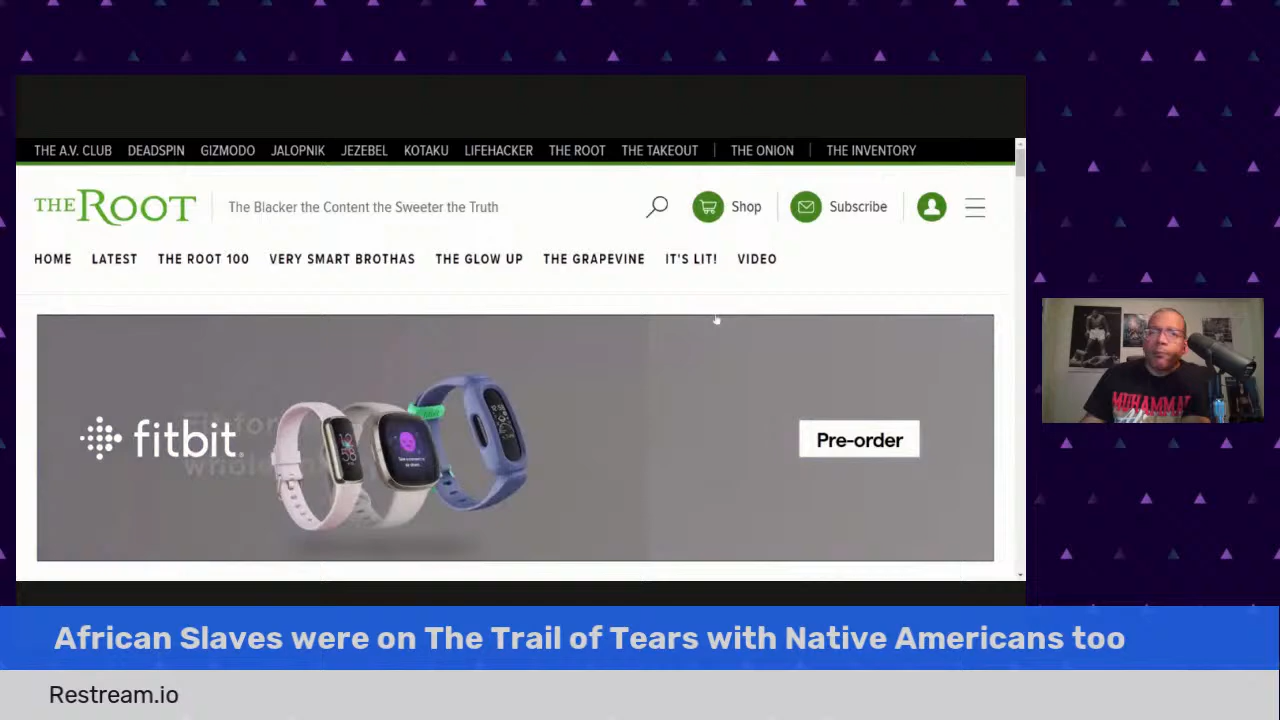 THE A.V. CLUB DEADSPIN GIZMODO JALOPNIK JEZEBEL KOTAKU LIFEHACKER THE ROOT THE TAKEOUT THE ONION THE INVENTORY
THE ROOT The Blacker the Content the Sweeter the Truth Shop Subscribe
HOME LATEST THE ROOT 100 VERY SMART BROTHAS THE GLOW UP THE GRAPEVINE IT'S LIT! VIDEO
fitbit Pre-order
MUHAMMA
African Slaves were on The Trail of Tears with Native Americans too
Restream.io